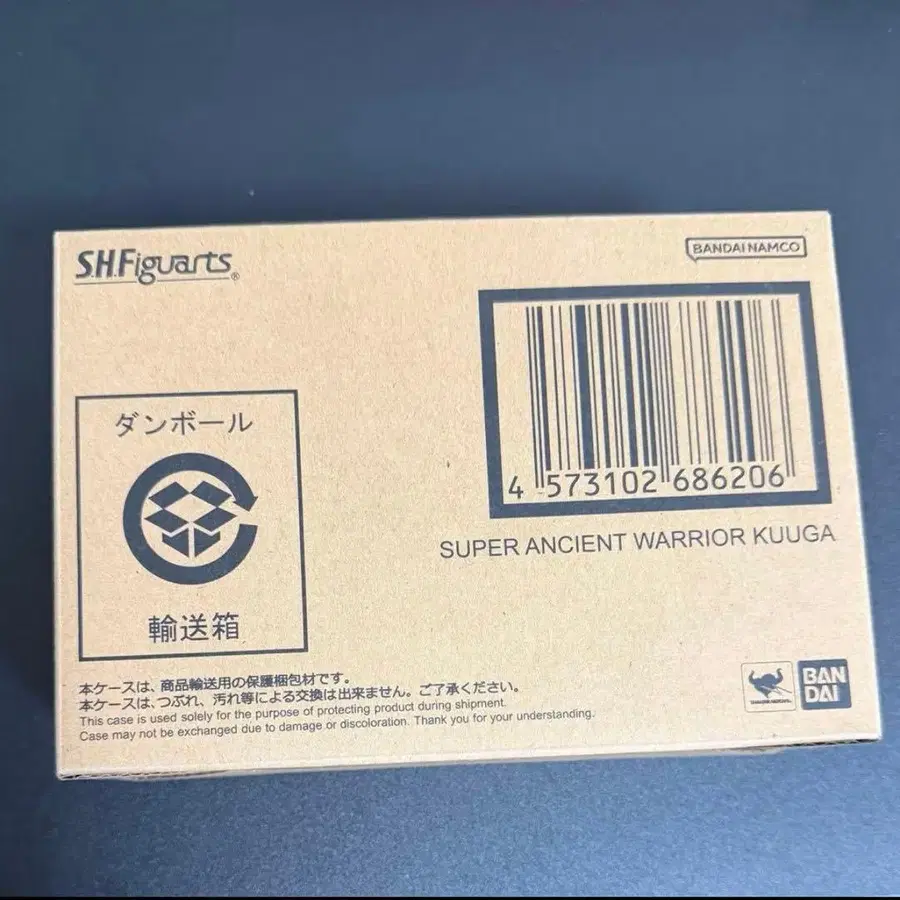 S.H.Figuarts®
BANDAI NAMCO
4 573102 686206
SUPER ANCIENT WARRIOR KUUGA
ダンボール
輸送箱
本ケースは、商品輸送用の保護梱包材です。
本ケースは、つぶれ、汚れ等による交換は出来ません。ご了承ください。
This case is used solely for the purpose of protecting product during shipment.
Case may not be exchanged due to damage or discoloration. Thank you for your understanding.
BAN
DAI